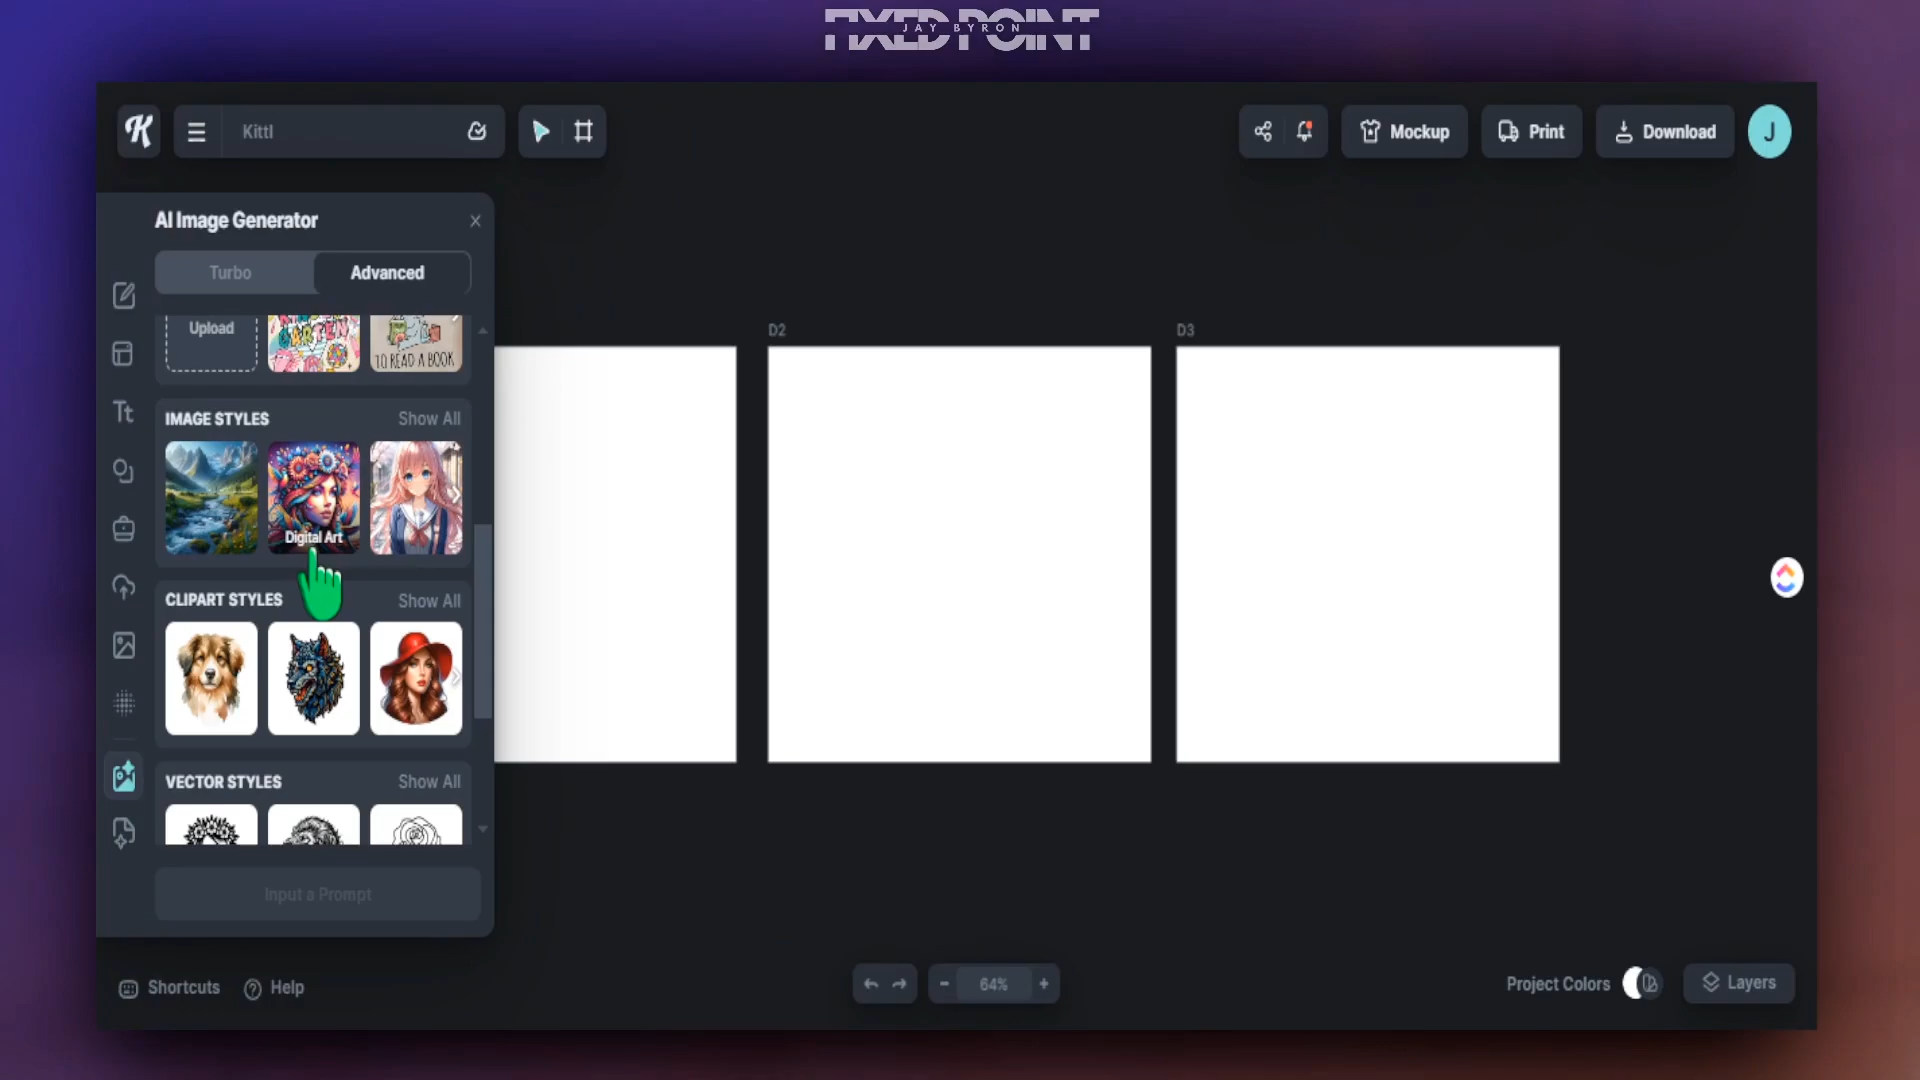 FIXED POINT
JAY BYRON
K
Kittl
Mockup
Print
Download
J
AI Image Generator
Turbo
Advanced
Upload
GARTEN
TO READ A BOOK
IMAGE STYLES
Show All
Digital Art
CLIPART STYLES
Show All
VECTOR STYLES
Show All
Input a Prompt
Tt
D2
D3
Shortcuts
Help
64%
Project Colors
Layers